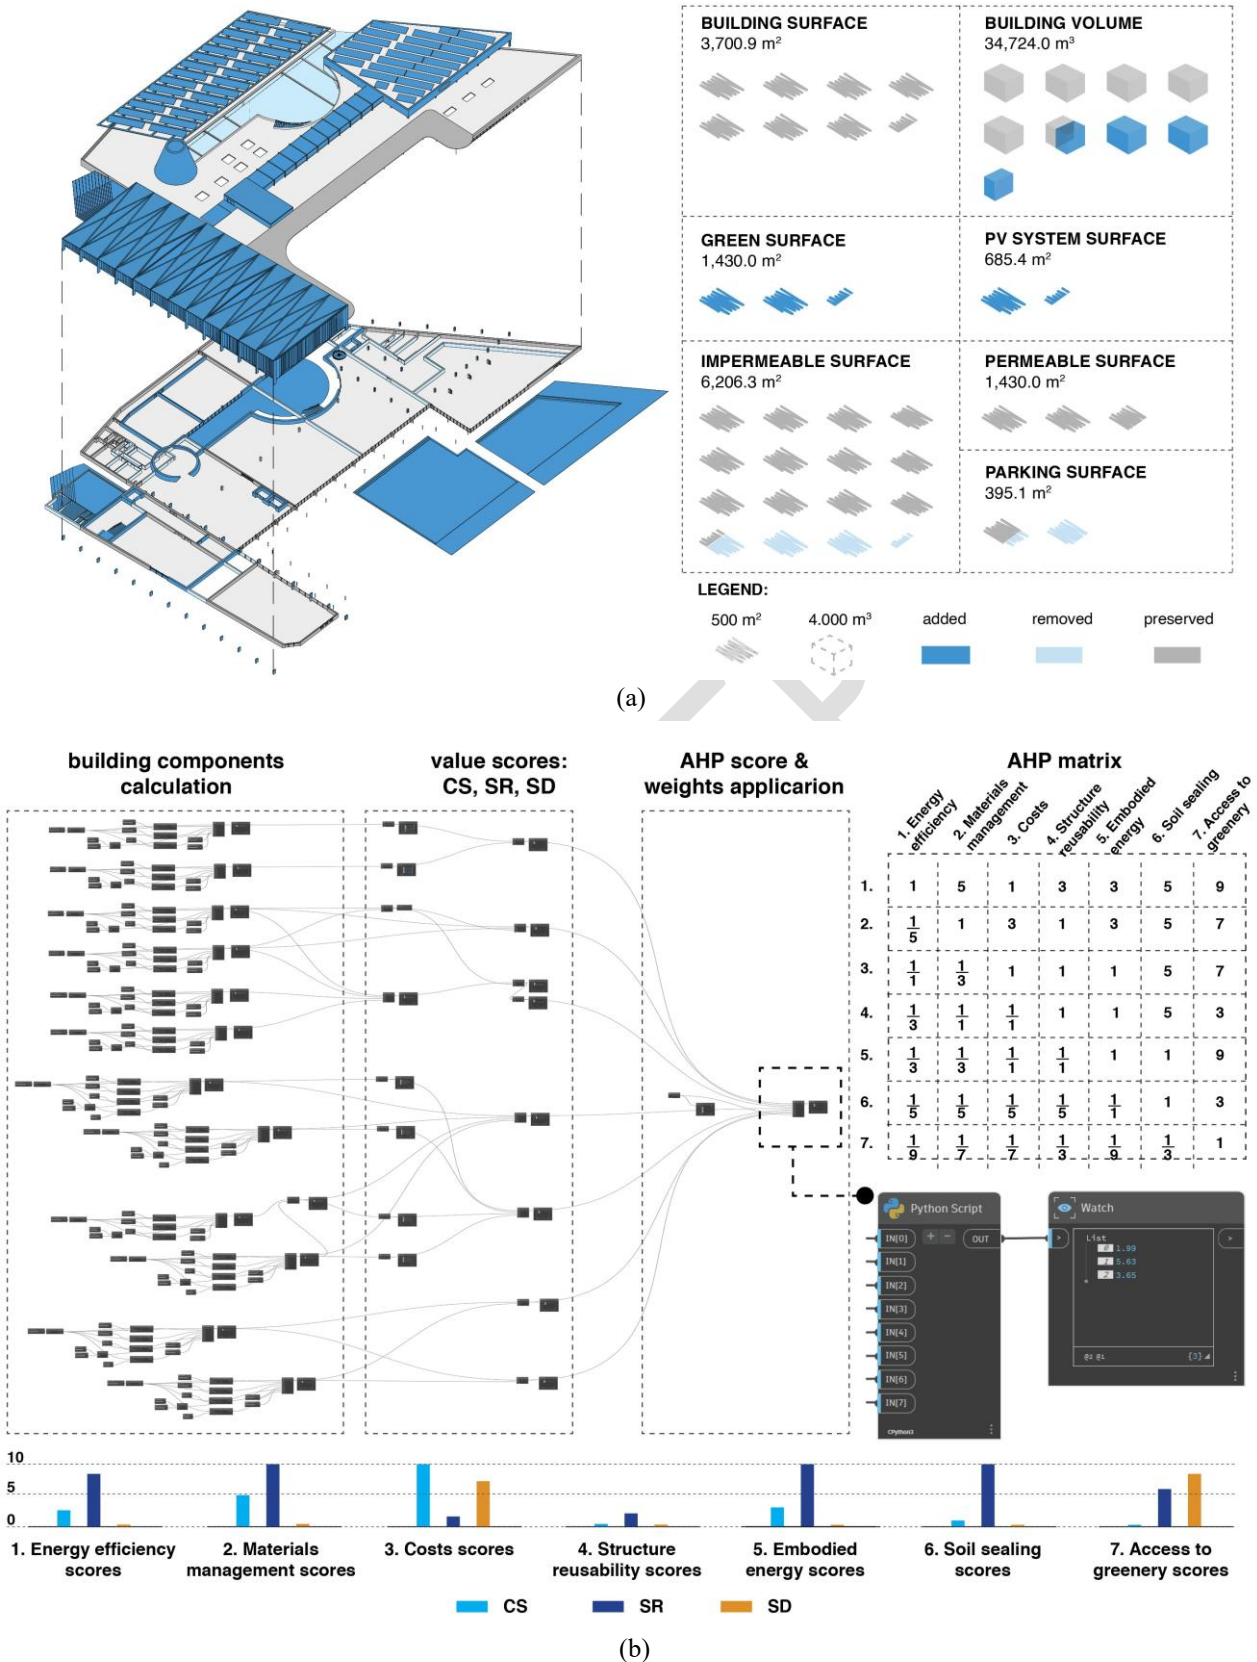 BUILDING SURFACE
3,700.9 m²
BUILDING VOLUME
34,724.0 m³
GREEN SURFACE
1,430.0 m²
PV SYSTEM SURFACE
685.4 m²
IMPERMEABLE SURFACE
6,206.3 m²
PERMEABLE SURFACE
1,430.0 m²
PARKING SURFACE
395.1 m²
LEGEND:
500 m²
4.000 m³
added
removed
preserved
(a)
building components
calculation
value scores:
CS, SR, SD
AHP score &
weights applicarion
AHP matrix
1. Energy
efficiency
2. Materials
management
3. Costs
4. Structure
reusability
5. Embodied
energy
6. Soil sealing
7. Access to
greenery
1. 1 5 1 3 3 5 9
2. 1/5 1 3 1 3 5 7
3. 1/1 1/3 1 1 1 5 7
4. 1/3 1/1 1/1 1 1 5 3
5. 1/3 1/3 1/1 1/1 1 1 9
6. 1/5 1/5 1/5 1/5 1/1 1 3
7. 1/9 1/7 1/7 1/3 1/9 1/3 1
Python Script
IN[0] + - OUT
IN[1]
IN[2]
IN[3]
IN[4]
IN[5]
IN[6]
IN[7]
CPython3
Watch
>
>
List
0 1.99
1 5.63
2 3.65
@2 @1 {3}
10
5
0
1. Energy efficiency
scores
2. Materials
management scores
3. Costs scores
4. Structure
reusability scores
5. Embodied
energy scores
6. Soil sealing
scores
7. Access to
greenery scores
CS
SR
SD
(b)